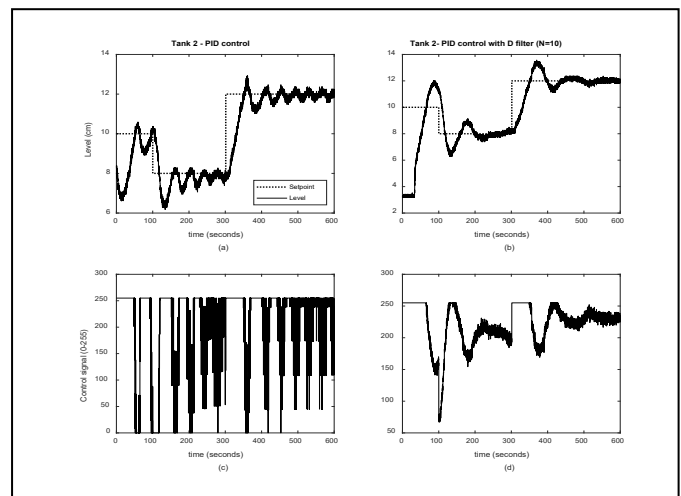 Tank 2 - PID control
14
12
10
8
6
Level (cm)
0 100 200 300 400 500 600
time (seconds)
(a)
Setpoint
Level
Tank 2- PID control with D filter (N=10)
14
12
10
8
6
4
2
0 100 200 300 400 500 600
time (seconds)
(b)
300
250
200
150
100
50
0
Control signal (0-255)
0 100 200 300 400 500 600
time (seconds)
(c)
300
250
200
150
100
50
0 100 200 300 400 500 600
time (seconds)
(d)